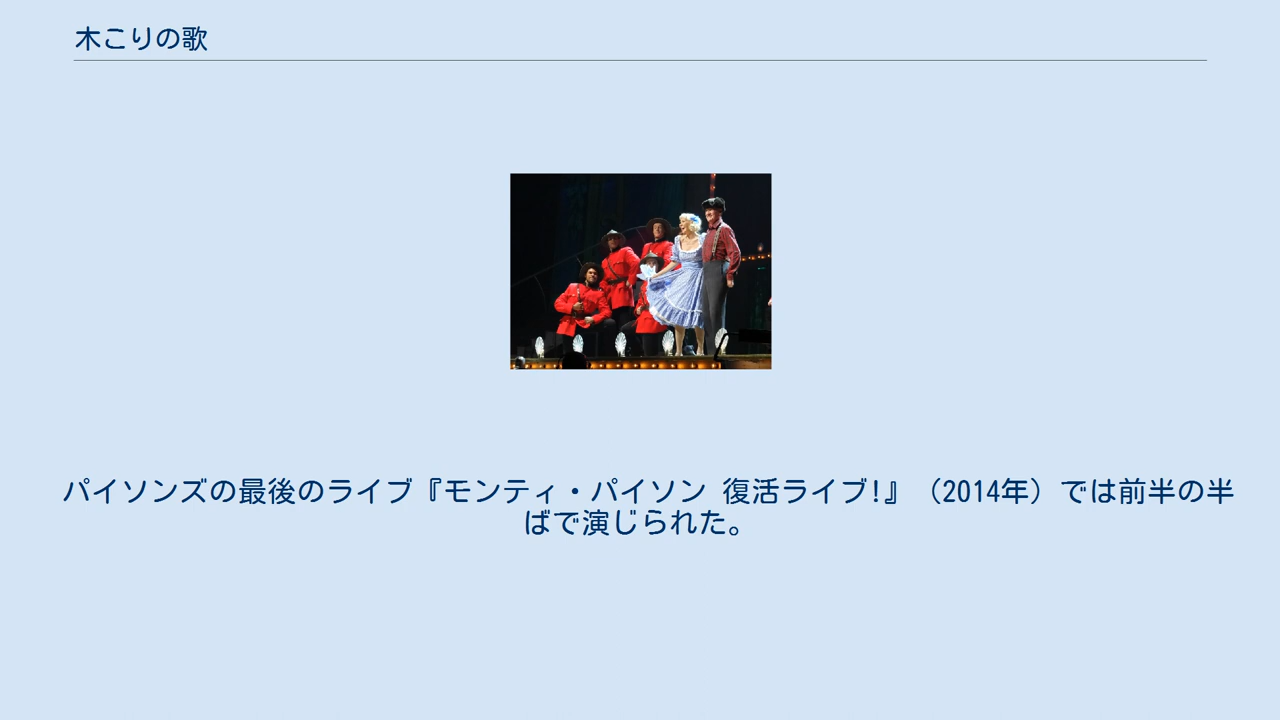 木こりの歌
パイソンズの最後のライブ『モンティ・パイソン 復活ライブ!』（2014年）では前半の半
ばで演じられた。